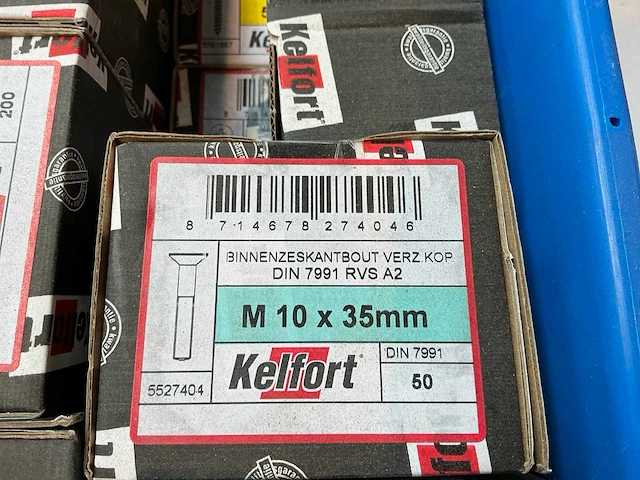 200
Kelfort
8 714678 274046
BINNENZESKANTBOUT VERZ.KOP
DIN 7991 RVS A2
M 10 x 35mm
5527404
Kelfort
DIN 7991
50